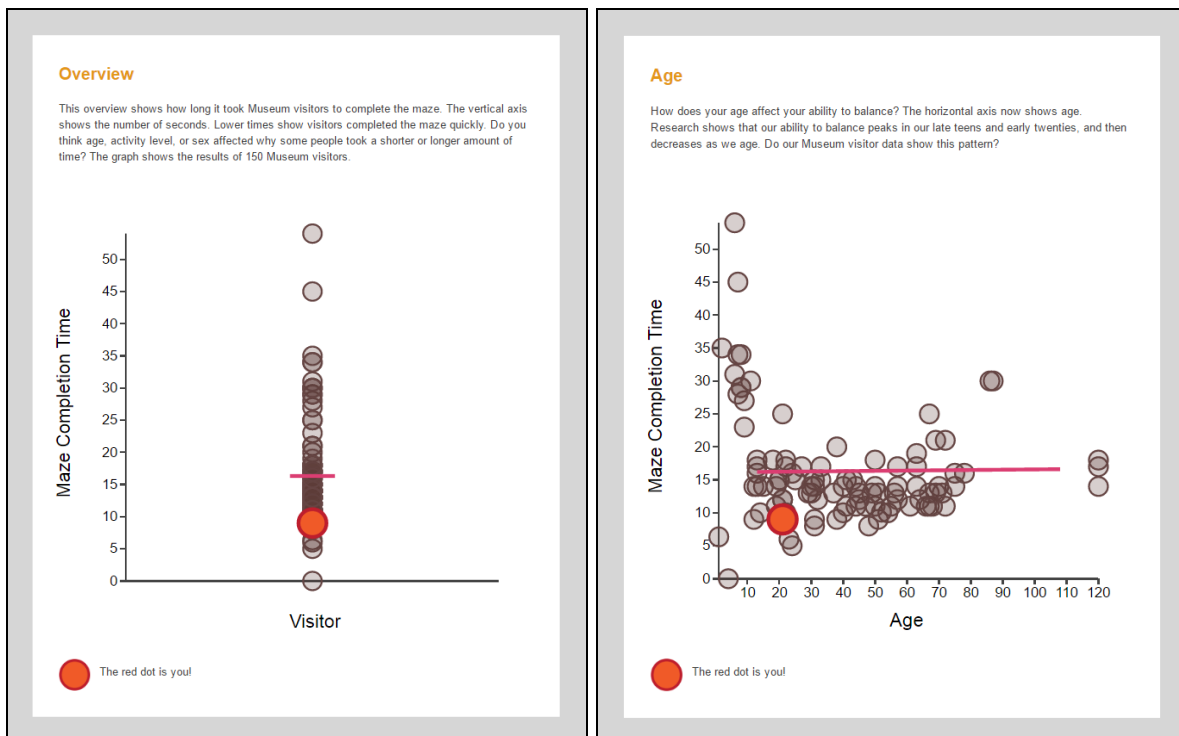 Overview
This overview shows how long it took Museum visitors to complete the maze. The vertical axis
shows the number of seconds. Lower times show visitors completed the maze quickly. Do you
think age, activity level, or sex affected why some people took a shorter or longer amount of
time? The graph shows the results of 150 Museum visitors.
Maze Completion Time
50
45
40
35
30
25
20
15
10
5
0
Visitor
The red dot is you!
Age
How does your age affect your ability to balance? The horizontal axis now shows age.
Research shows that our ability to balance peaks in our late teens and early twenties, and then
decreases as we age. Do our Museum visitor data show this pattern?
Maze Completion Time
50
45
40
35
30
25
20
15
10
5
0
10 20 30 40 50 60 70 80 90 100 110 120
Age
The red dot is you!